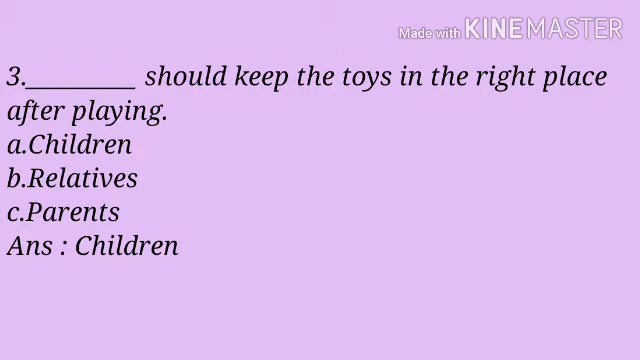 Made with KINEMASTER
3.__________ should keep the toys in the right place
after playing.
a.Children
b.Relatives
c.Parents
Ans : Children